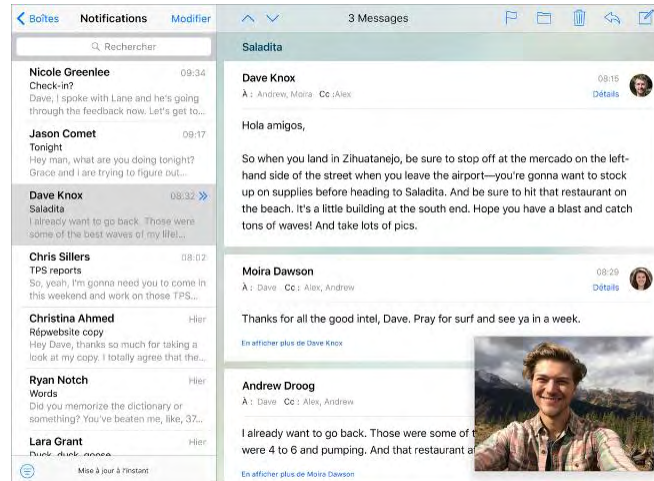 Boîtes Notifications Modifier
Rechercher
Nicole Greenlee 09:34
Check-in?
Dave, I spoke with Lane and he's going
through the feedback now. Let's get to...
Jason Comet 09:17
Tonight
Hey man, what are you doing tonight?
Grace and I are trying to figure out...
Dave Knox 08:32
Saladita
I already want to go back. Those were
some of the best waves of my life!...
Chris Sillers 08:02
TPS reports
So, yeah, I'm gonna need you to come in
this weekend and work on those TPS...
Christina Ahmed Hier
Répwebsite copy
Hey Dave, thanks so much for taking a
look at my copy. I totally agree that the...
Ryan Notch Hier
Words
Did you memorize the dictionary or
something? You've beaten me, like, 37...
Lara Grant Hier
Duck, duck, goose
Mise à jour à l'instant
3 Messages
Saladita
Dave Knox 08:15
À : Andrew, Moira Cc :Alex Détails
Hola amigos,
So when you land in Zihuatanejo, be sure to stop off at the mercado on the left-
hand side of the street when you leave the airport—you're gonna want to stock
up on supplies before heading to Saladita. And be sure to hit that restaurant on
the beach. It's a little building at the south end. Hope you have a blast and catch
tons of waves! And take lots of pics.
Moira Dawson 08:29
À : Dave Cc : Alex, Andrew Détails
Thanks for all the good intel, Dave. Pray for surf and see ya in a week.
En afficher plus de Dave Knox
Andrew Droog
À : Dave Cc : Alex, Andrew
I already want to go back. Those were some of t
were 4 to 6 and pumping. And that restaurant a
En afficher plus de Moira Dawson